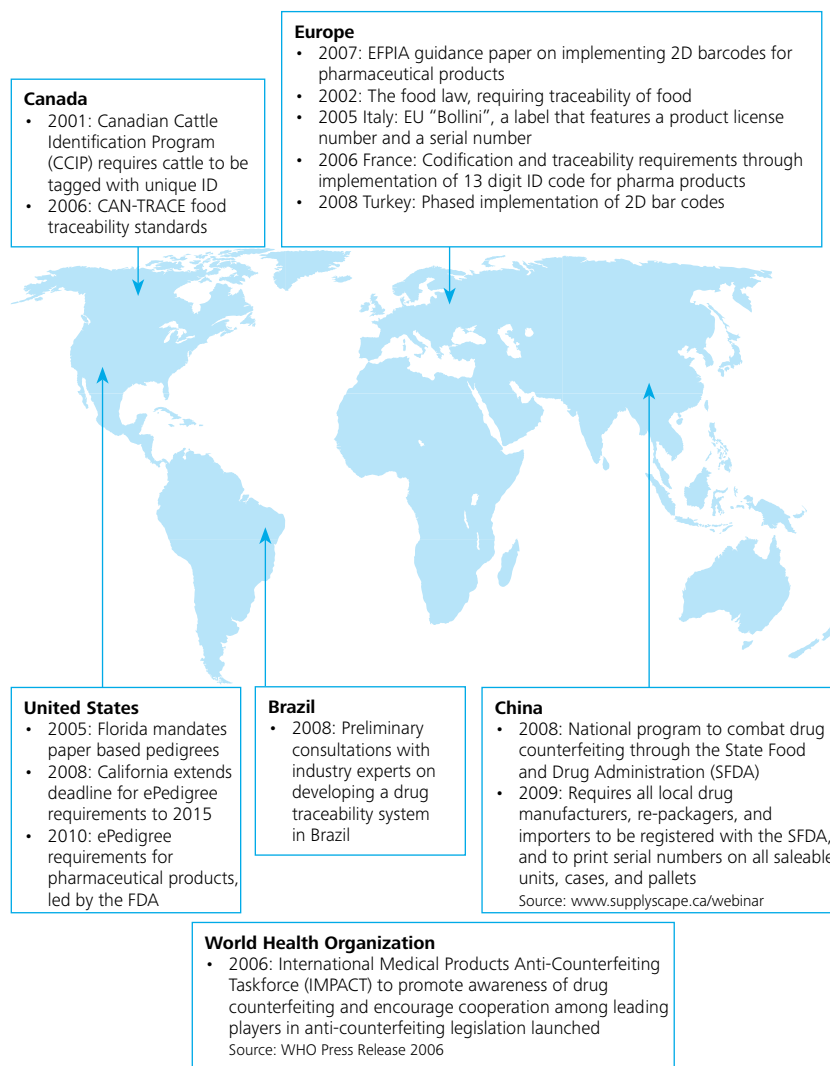 Europe
• 2007: EFPIA guidance paper on implementing 2D barcodes for
pharmaceutical products
• 2002: The food law, requiring traceability of food
• 2005 Italy: EU “Bollini”, a label that features a product license
number and a serial number
• 2006 France: Codification and traceability requirements through
implementation of 13 digit ID code for pharma products
• 2008 Turkey: Phased implementation of 2D bar codes
Canada
• 2001: Canadian Cattle
Identification Program
(CCIP) requires cattle to be
tagged with unique ID
• 2006: CAN-TRACE food
traceability standards
United States
• 2005: Florida mandates
paper based pedigrees
• 2008: California extends
deadline for ePedigree
requirements to 2015
• 2010: ePedigree
requirements for
pharmaceutical products,
led by the FDA
Brazil
• 2008: Preliminary
consultations with
industry experts on
developing a drug
traceability system
in Brazil
China
• 2008: National program to combat drug
counterfeiting through the State Food
and Drug Administration (SFDA)
• 2009: Requires all local drug
manufacturers, re-packagers, and
importers to be registered with the SFDA,
and to print serial numbers on all saleable
units, cases, and pallets
Source: www.supplyscape.ca/webinar
World Health Organization
• 2006: International Medical Products Anti-Counterfeiting
Taskforce (IMPACT) to promote awareness of drug
counterfeiting and encourage cooperation among leading
players in anti-counterfeiting legislation launched
Source: WHO Press Release 2006